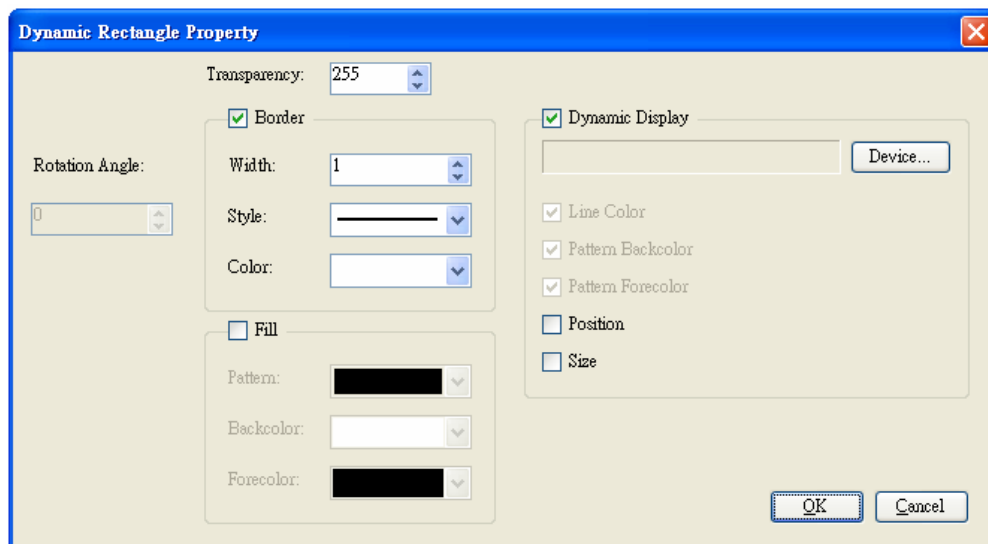 Dynamic Rectangle Property
Transparency: 255
Border
Width: 1
Style:
Color:
Rotation Angle:
0
Fill
Pattern:
Backcolor:
Forecolor:
Dynamic Display
Device...
Line Color
Pattern Backcolor
Pattern Forecolor
Position
Size
OK Cancel